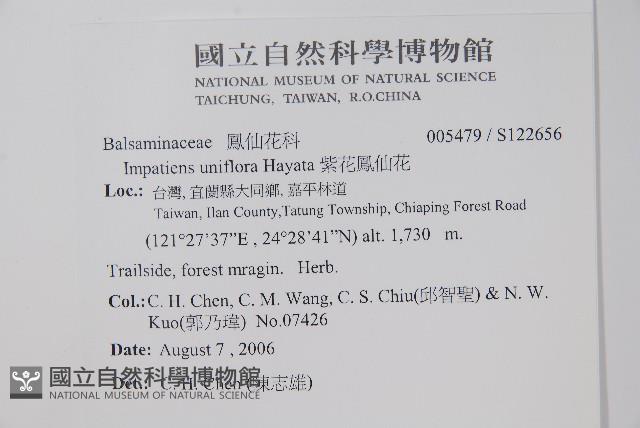 國立自然科學博物館
NATIONAL MUSEUM OF NATURAL SCIENCE
TAICHUNG, TAIWAN, R.O.CHINA
Balsaminaceae 鳳仙花科 005479 / S122656
Impatiens uniflora Hayata 紫花鳳仙花
Loc.: 台灣, 宜蘭縣大同鄉, 嘉平林道
Taiwan, Ilan County,Tatung Township, Chiaping Forest Road
(121°27'37"E , 24°28'41"N) alt. 1,730 m.
Trailside, forest mragin. Herb.
Col.:C. H. Chen, C. M. Wang, C. S. Chiu(邱智聖) & N. W.
Kuo(郭乃瑋) No.07426
Date: August 7 , 2006
Det.: C. H. Chen (陳志雄)
國立自然科學博物館
NATIONAL MUSEUM OF NATURAL SCIENCE